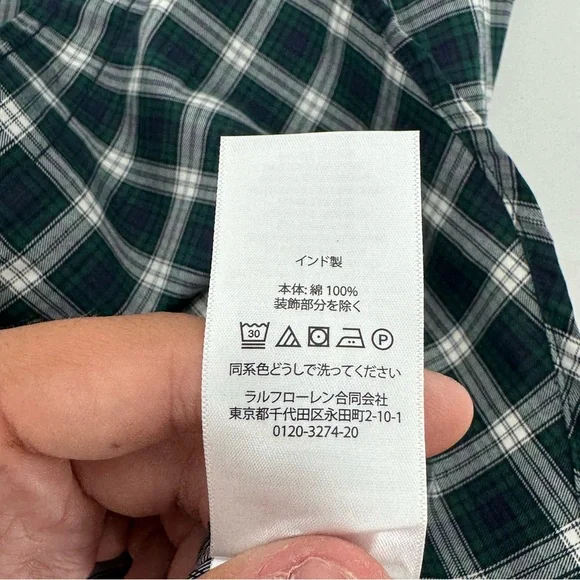 インド製
本体: 綿 100%
装飾部分を除く
30 P
同系色どうしで洗ってください
ラルフローレン合同会社
東京都千代田区永田町2-10-1
0120-3274-20